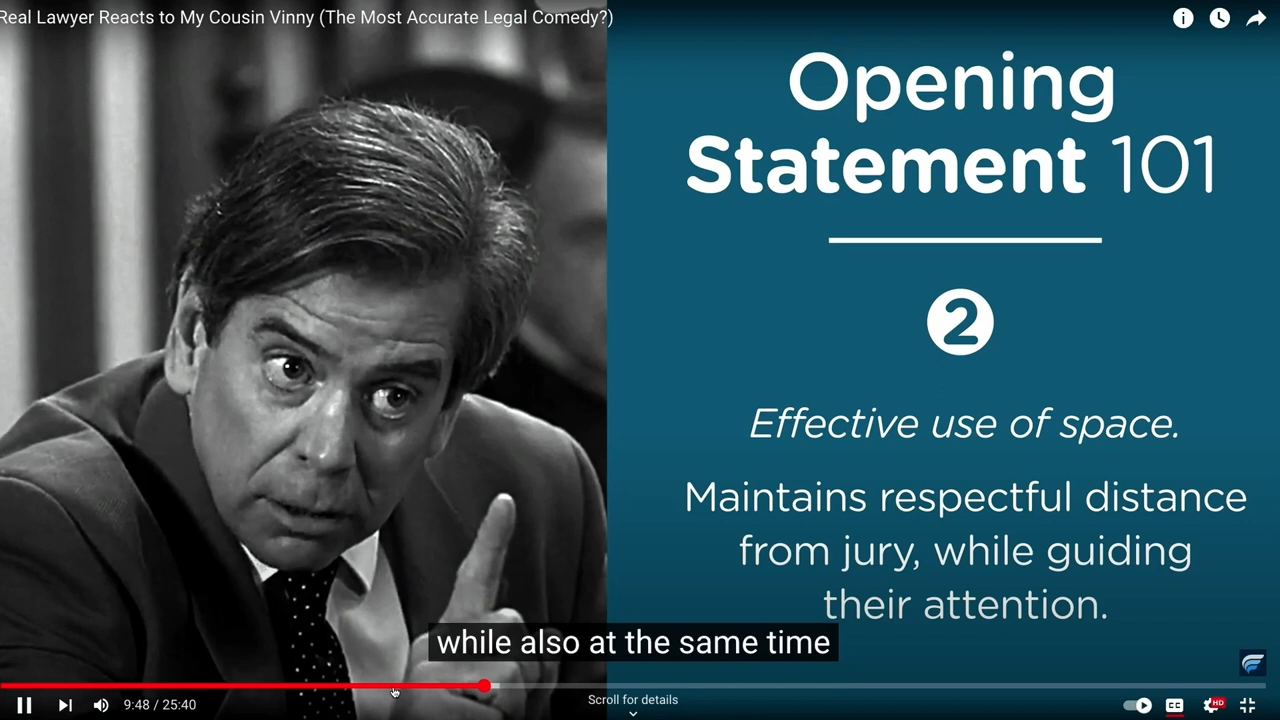 Real Lawyer Reacts to My Cousin Vinny (The Most Accurate Legal Comedy?)
Opening
Statement 101
2
Effective use of space.
Maintains respectful distance
from jury, while guiding
their attention.
while also at the same time
9:48 / 25:40
Scroll for details
CC
HD